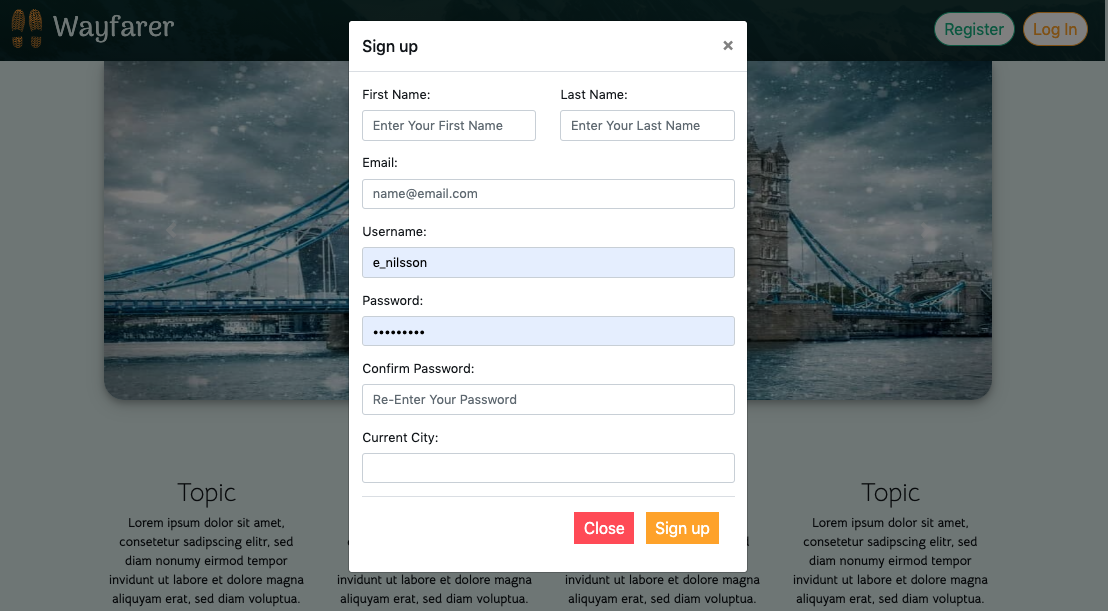 Wayfarer
Register
Log In
Sign up
×
First Name:
Last Name:
Enter Your First Name
Enter Your Last Name
Email:
name@email.com
Username:
e_nilsson
Password:
•••••••••
Confirm Password:
Re-Enter Your Password
Current City:
Close
Sign up
Topic
Lorem ipsum dolor sit amet,
consetetur sadipscing elitr, sed
diam nonumy eirmod tempor
invidunt ut labore et dolore magna
aliquyam erat, sed diam voluptua.
invidunt ut labore et dolore magna
aliquyam erat, sed diam voluptua.
invidunt ut labore et dolore magna
aliquyam erat, sed diam voluptua.
Topic
Lorem ipsum dolor sit amet,
consetetur sadipscing elitr, sed
diam nonumy eirmod tempor
invidunt ut labore et dolore magna
aliquyam erat, sed diam voluptua.